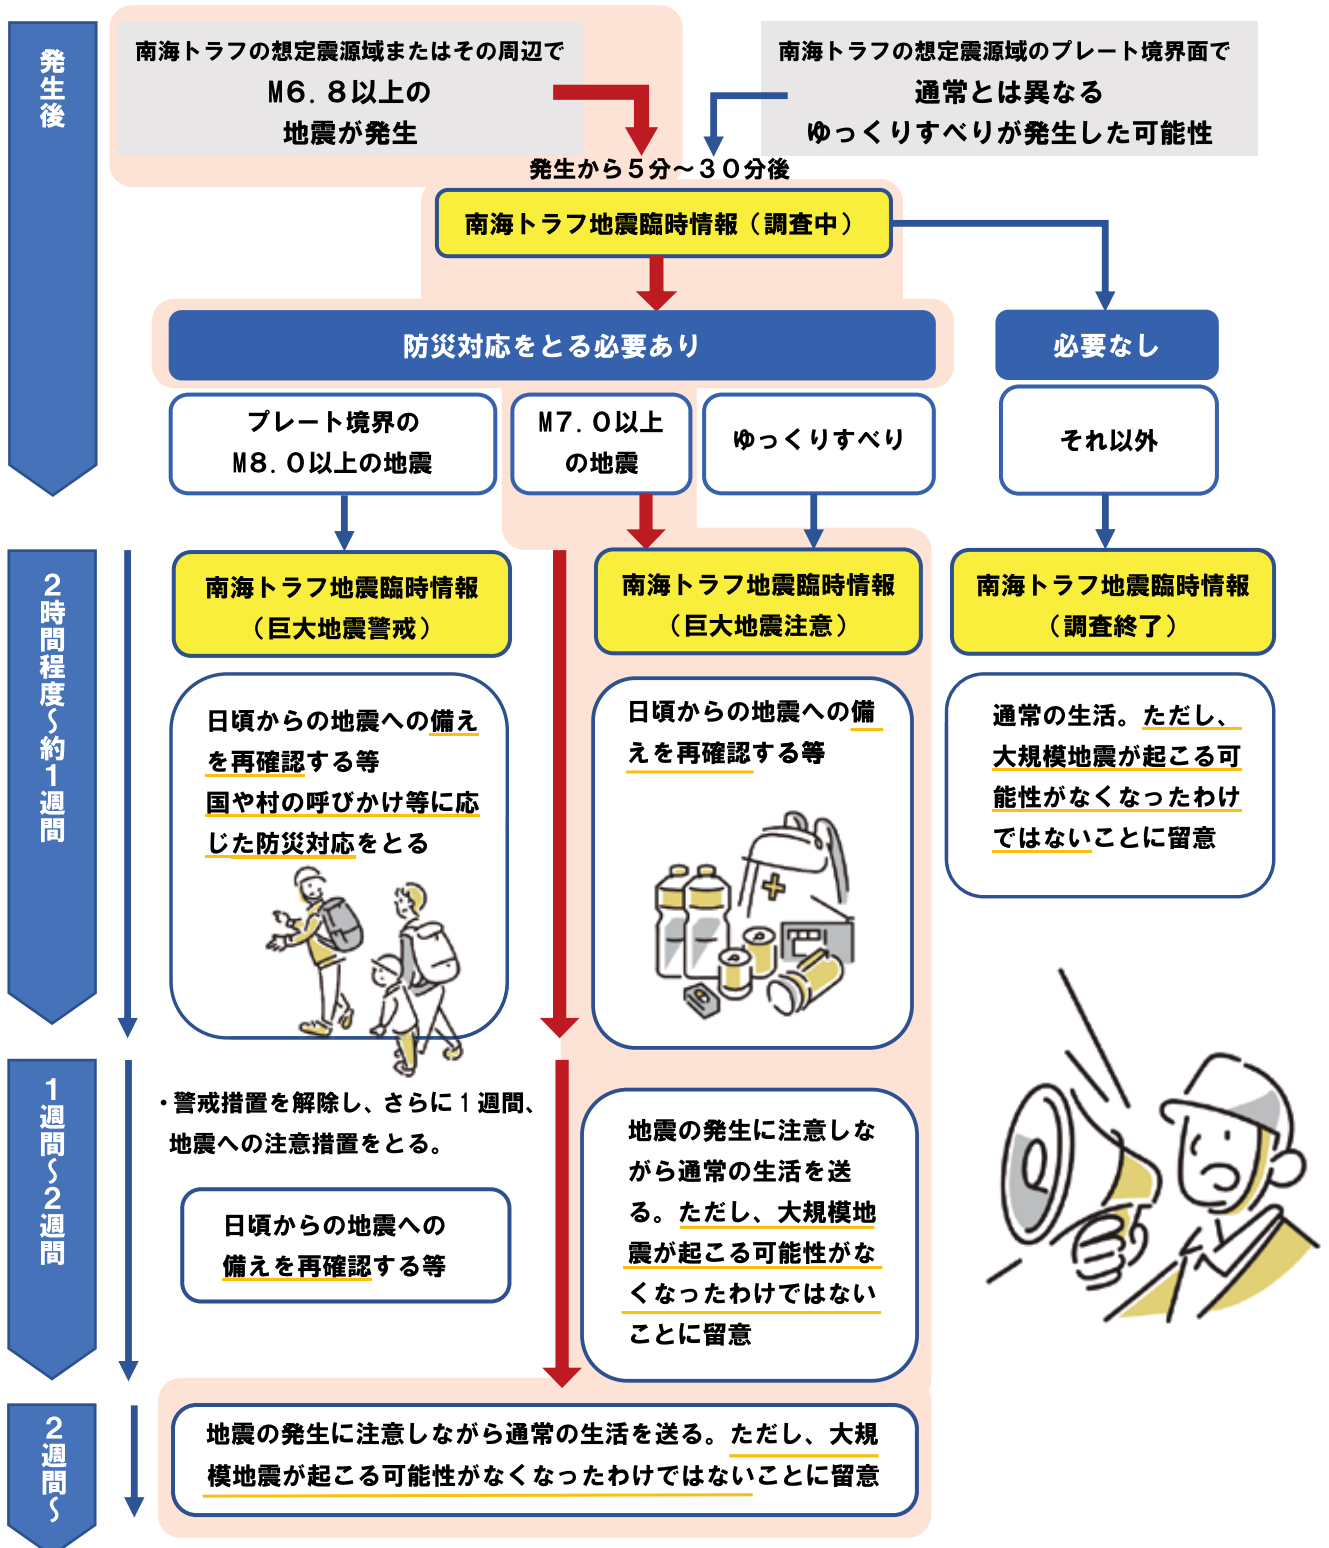 発生後
南海トラフの想定震源域またはその周辺で
M6．8以上の
地震が発生
南海トラフの想定震源域のプレート境界面で
通常とは異なる
ゆっくりすべりが発生した可能性
発生から５分～３０分後
南海トラフ地震臨時情報（調査中）
防災対応をとる必要あり
必要なし
プレート境界の
M8．0以上の地震
M7．0以上
の地震
ゆっくりすべり
それ以外
２時間程度～約１週間
南海トラフ地震臨時情報
（巨大地震警戒）
南海トラフ地震臨時情報
（巨大地震注意）
南海トラフ地震臨時情報
（調査終了）
日頃からの地震への備え
を再確認する等
国や村の呼びかけ等に応
じた防災対応をとる
日頃からの地震への備
えを再確認する等
通常の生活。ただし、
大規模地震が起こる可
能性がなくなったわけ
ではないことに留意
１週間～２週間
・警戒措置を解除し、さらに１週間、
地震への注意措置をとる。
日頃からの地震への
備えを再確認する等
地震の発生に注意しな
がら通常の生活を送
る。ただし、大規模地
震が起こる可能性がな
くなったわけではない
ことに留意
２週間～
地震の発生に注意しながら通常の生活を送る。ただし、大規
模地震が起こる可能性がなくなったわけではないことに留意